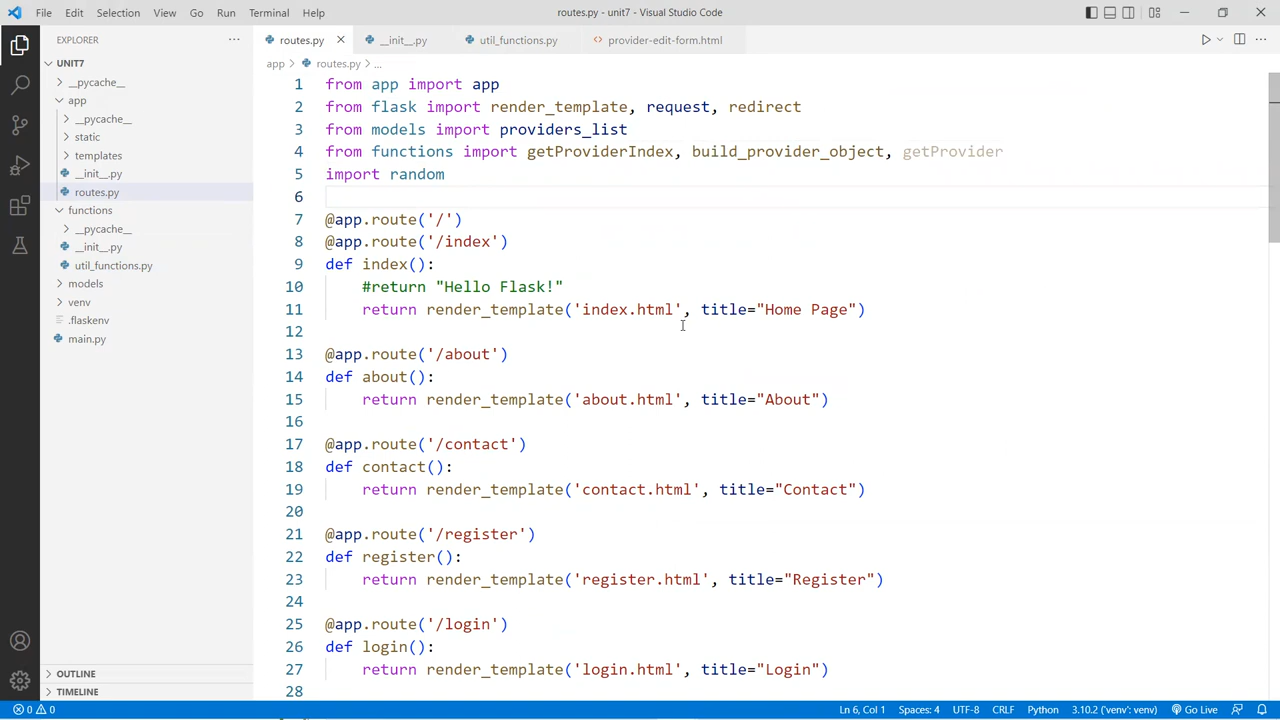 File Edit Selection View Go Run Terminal Help
routes.py - unit7 - Visual Studio Code
EXPLORER
UNIT7
__pycache__
app
__pycache__
static
templates
__init__.py
routes.py
functions
__pycache__
__init__.py
util_functions.py
models
venv
.flaskenv
main.py
OUTLINE
TIMELINE
routes.py __init__.py util_functions.py provider-edit-form.html
app > routes.py > ...
1 from app import app
2 from flask import render_template, request, redirect
3 from models import providers_list
4 from functions import getProviderIndex, build_provider_object, getProvider
5 import random
6
7 @app.route('/')
8 @app.route('/index')
9 def index():
10 #return "Hello Flask!"
11 return render_template('index.html', title="Home Page")
12
13 @app.route('/about')
14 def about():
15 return render_template('about.html', title="About")
16
17 @app.route('/contact')
18 def contact():
19 return render_template('contact.html', title="Contact")
20
21 @app.route('/register')
22 def register():
23 return render_template('register.html', title="Register")
24
25 @app.route('/login')
26 def login():
27 return render_template('login.html', title="Login")
28
0 0 Ln 6, Col 1 Spaces: 4 UTF-8 CRLF Python 3.10.2 ('venv': venv) Go Live